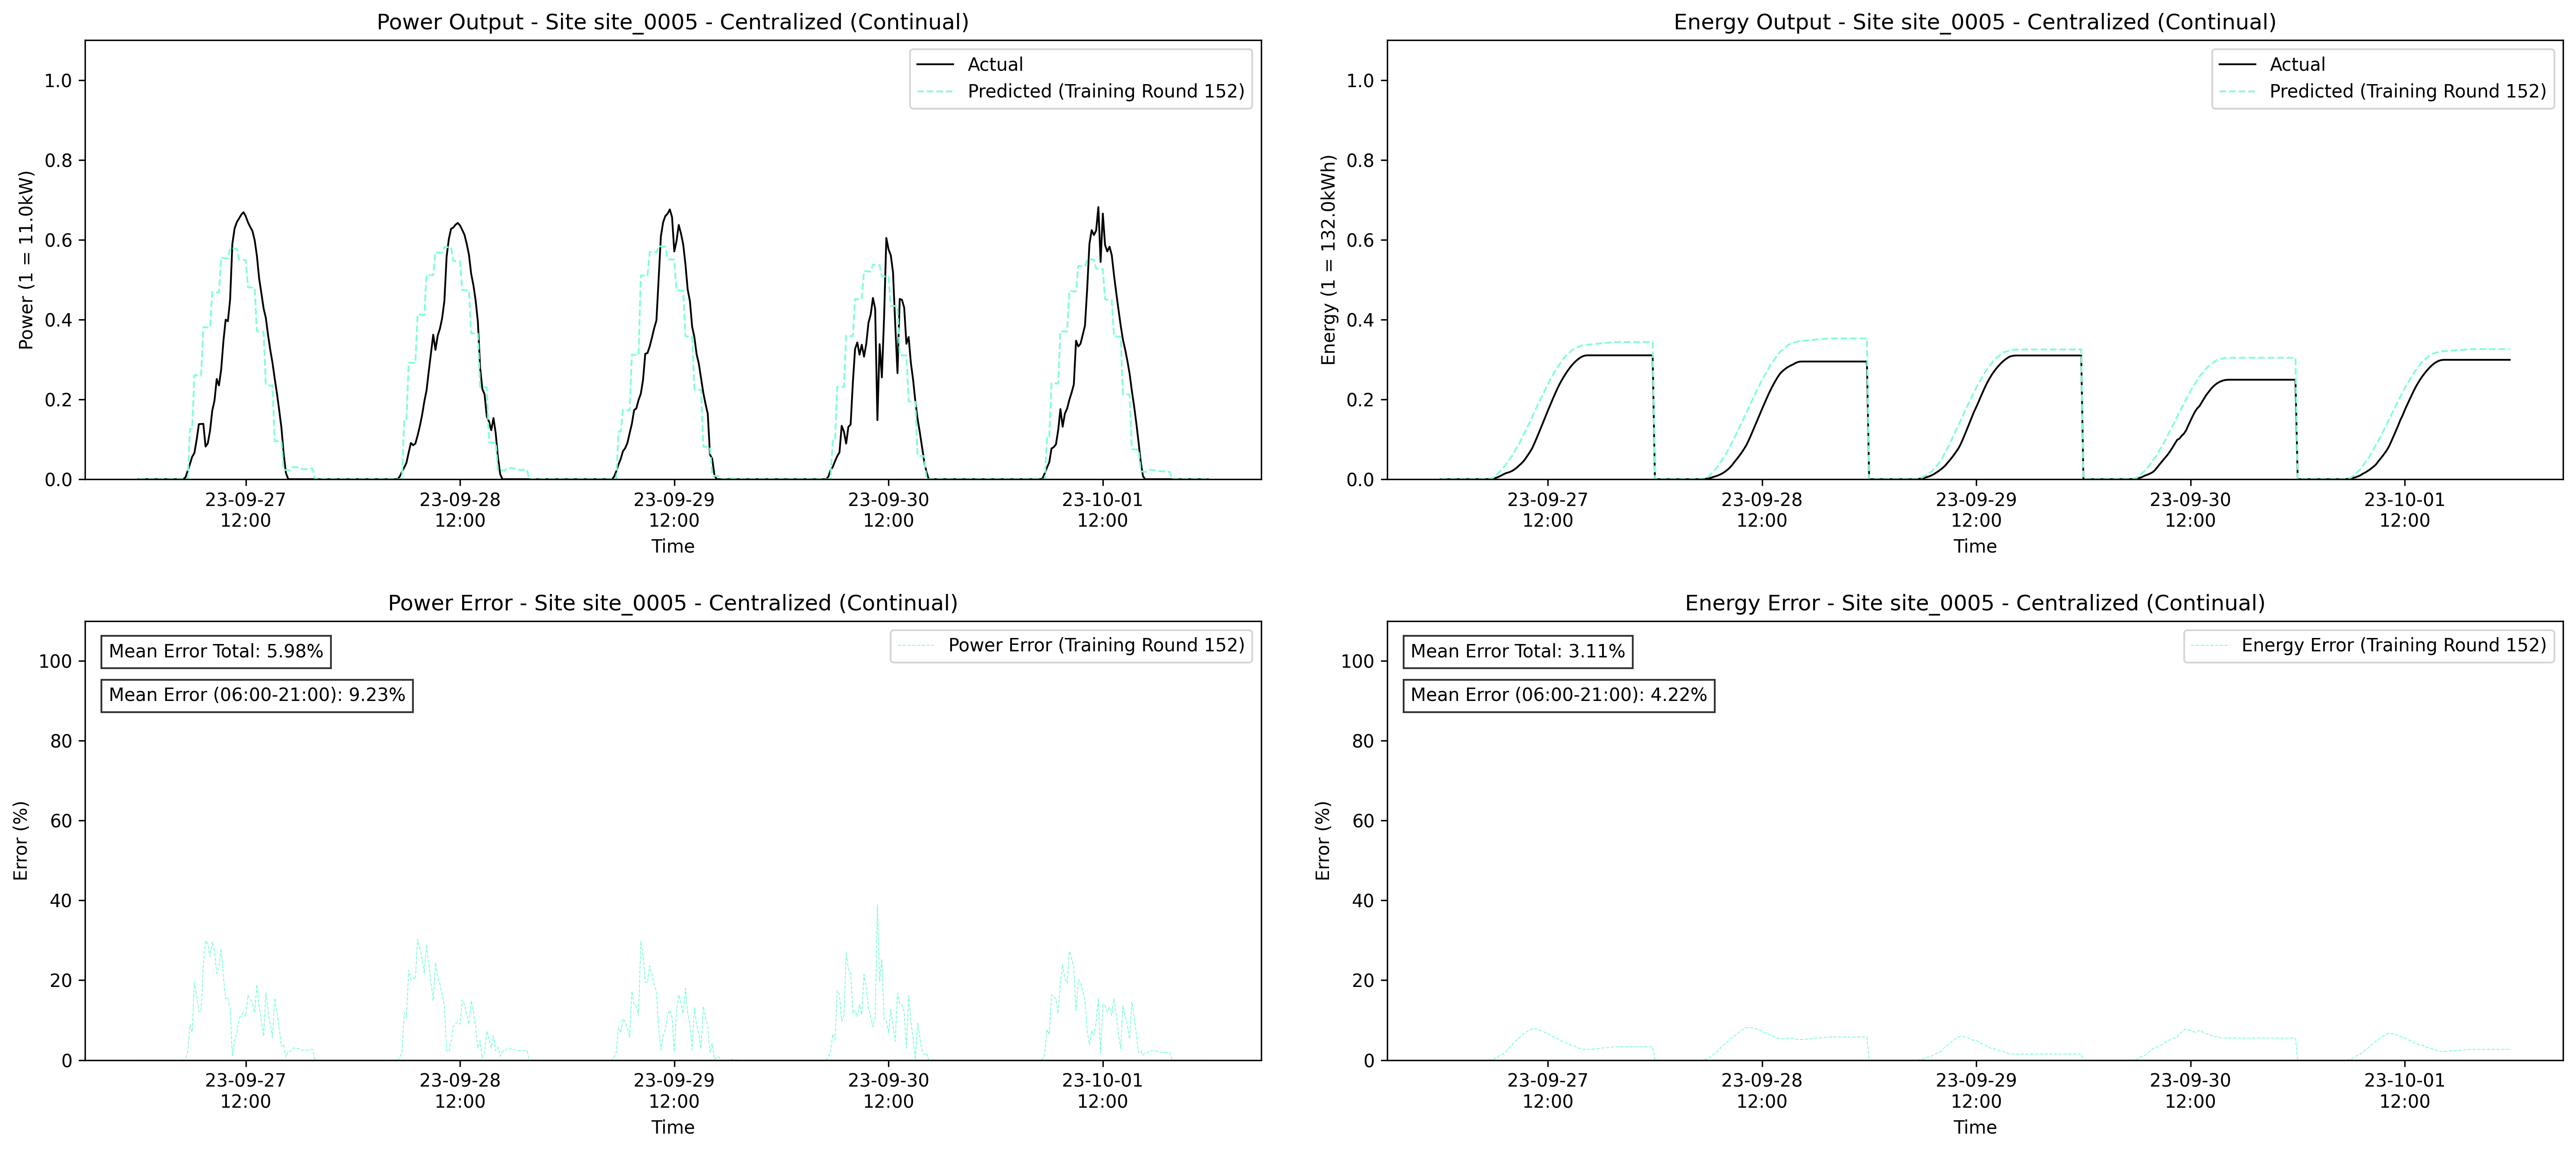 Power Output - Site site_0005 - Centralized (Continual)
Power (1 = 11.0kW)
1.0
0.8
0.6
0.4
0.2
0.0
Actual
Predicted (Training Round 152)
23-09-27
12:00
23-09-28
12:00
23-09-29
12:00
23-09-30
12:00
23-10-01
12:00
Time
Energy Output - Site site_0005 - Centralized (Continual)
Energy (1 = 132.0kWh)
1.0
0.8
0.6
0.4
0.2
0.0
Actual
Predicted (Training Round 152)
23-09-27
12:00
23-09-28
12:00
23-09-29
12:00
23-09-30
12:00
23-10-01
12:00
Time
Power Error - Site site_0005 - Centralized (Continual)
Error (%)
100
80
60
40
20
0
Mean Error Total: 5.98%
Mean Error (06:00-21:00): 9.23%
Power Error (Training Round 152)
23-09-27
12:00
23-09-28
12:00
23-09-29
12:00
23-09-30
12:00
23-10-01
12:00
Time
Energy Error - Site site_0005 - Centralized (Continual)
Error (%)
100
80
60
40
20
0
Mean Error Total: 3.11%
Mean Error (06:00-21:00): 4.22%
Energy Error (Training Round 152)
23-09-27
12:00
23-09-28
12:00
23-09-29
12:00
23-09-30
12:00
23-10-01
12:00
Time